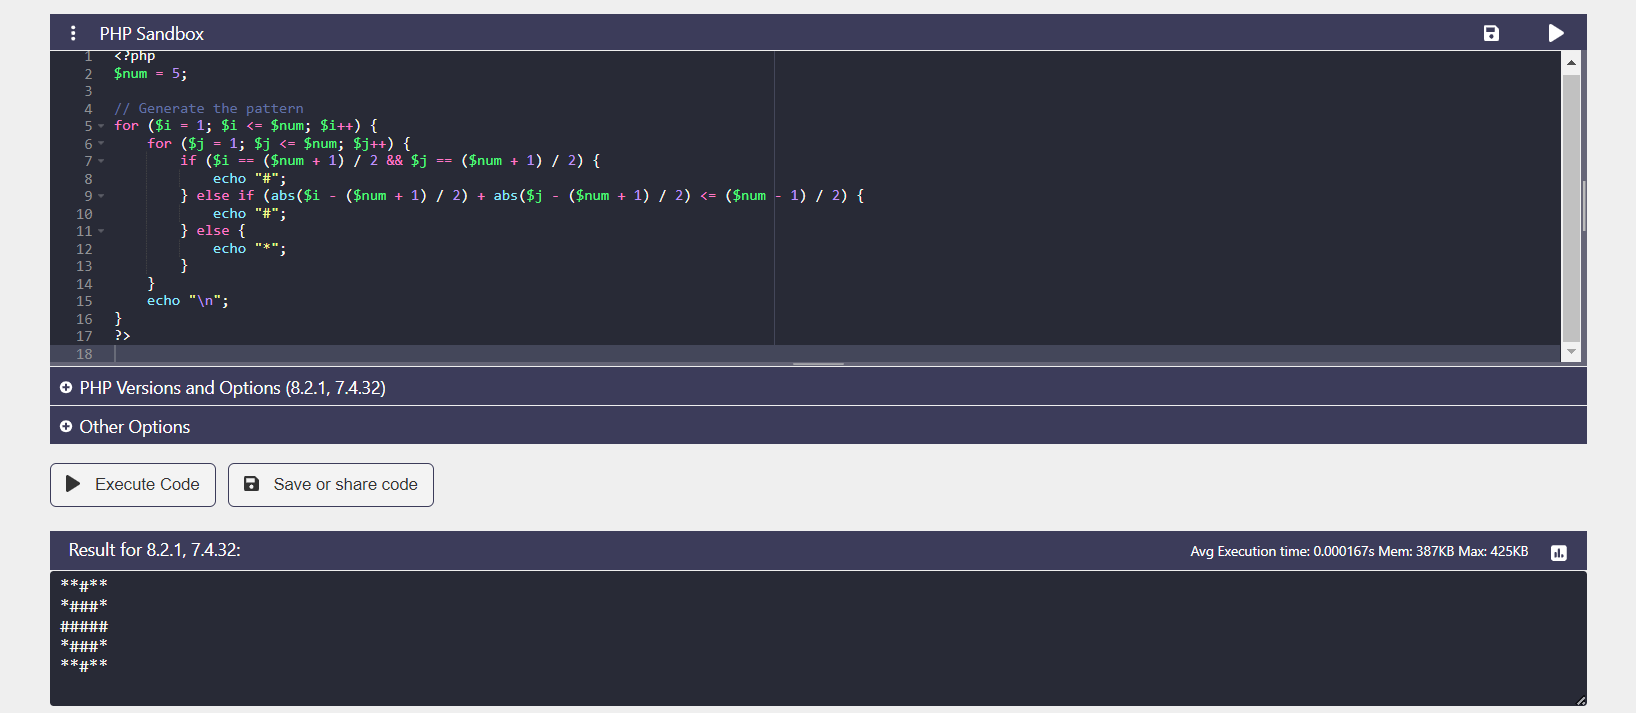 PHP Sandbox
1 <?php
2 $num = 5;
3
4 // Generate the pattern
5 for ($i = 1; $i <= $num; $i++) {
6     for ($j = 1; $j <= $num; $j++) {
7         if ($i == ($num + 1) / 2 && $j == ($num + 1) / 2) {
8             echo "#";
9         } else if (abs($i - ($num + 1) / 2) + abs($j - ($num + 1) / 2) <= ($num - 1) / 2) {
10             echo "#";
11         } else {
12             echo "*";
13         }
14     }
15     echo "\n";
16 }
17 ?>
18
PHP Versions and Options (8.2.1, 7.4.32)
Other Options
Execute Code Save or share code
Result for 8.2.1, 7.4.32: Avg Execution time: 0.000167s Mem: 387KB Max: 425KB
**#**
*###*
#####
*###*
**#**